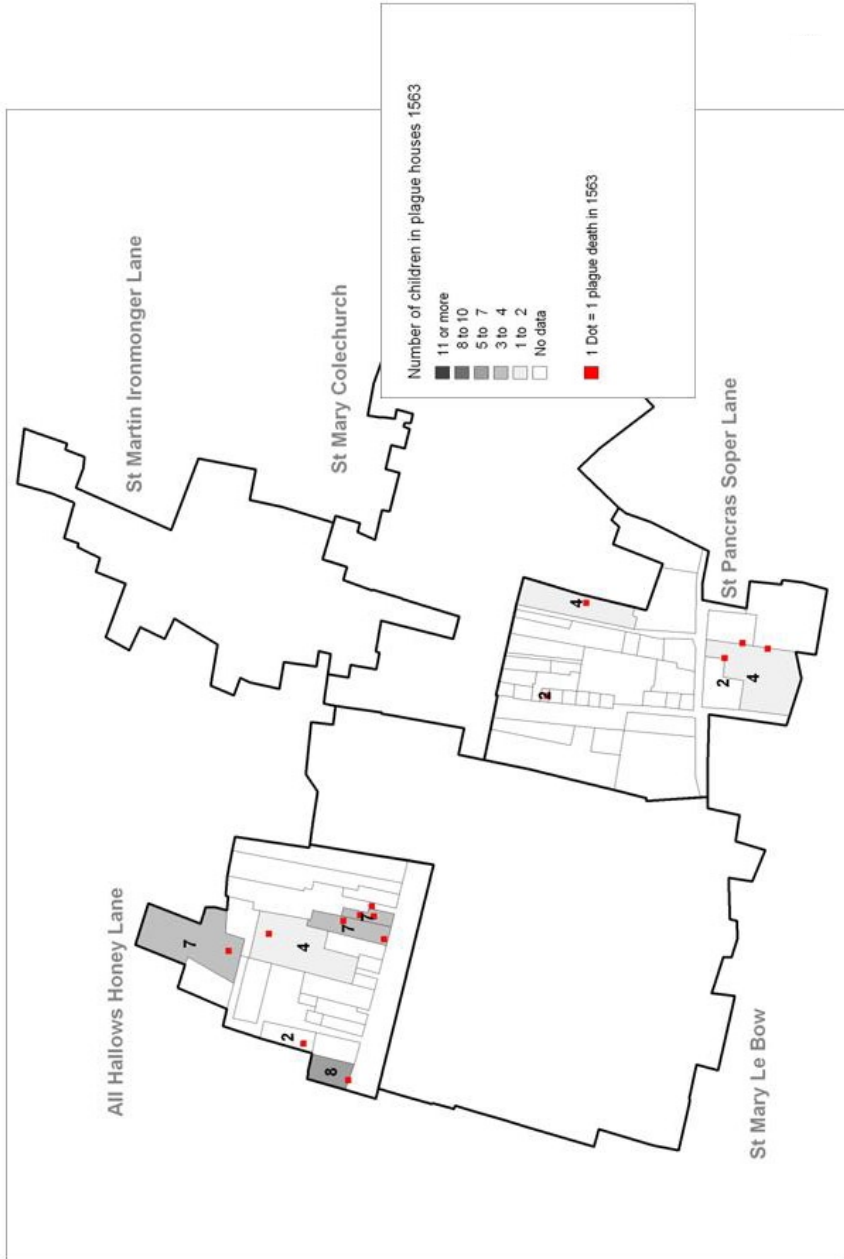 All Hallows Honey Lane
St Martin Ironmonger Lane
7
2
4
8
7
7
St Mary Colechurch
Number of children in plague houses 1563
11 or more
8 to 10
5 to 7
3 to 4
1 to 2
No data
1 Dot = 1 plague death in 1563
2
4
2
4
St Pancras Soper Lane
St Mary Le Bow